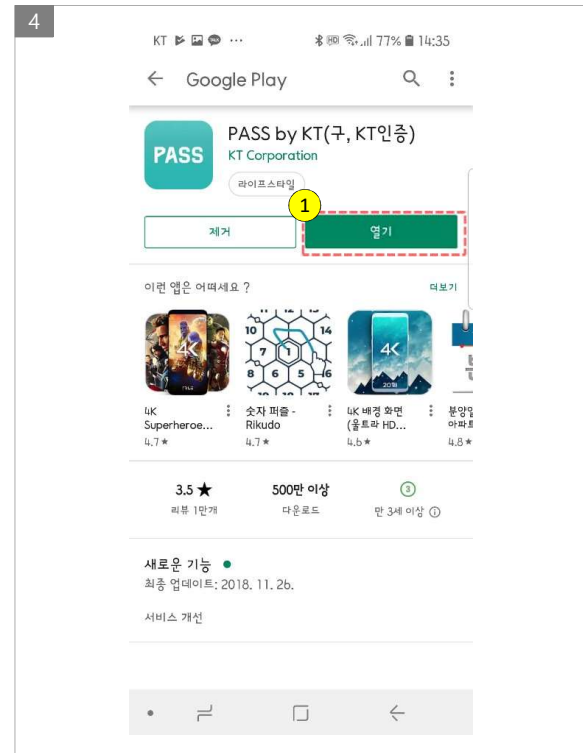 4
KT HD 77% 14:35
Google Play
PASS
PASS by KT(구, KT인증)
KT Corporation
라이프스타일
1
제거
열기
이런 앱은 어떠세요?
더보기
4K
10 14
7 1
8 6 5 6
4K
2018
4K
Superheroe...
4.7★
숫자 퍼즐 -
Rikudo
4.7★
4K 배경 화면
(울트라 HD...
4.6★
아파트
4.8★
3.5 ★
리뷰 1만개
500만 이상
다운로드
3
만 3세 이상
새로운 기능
최종 업데이트: 2018. 11. 26.
서비스 개선